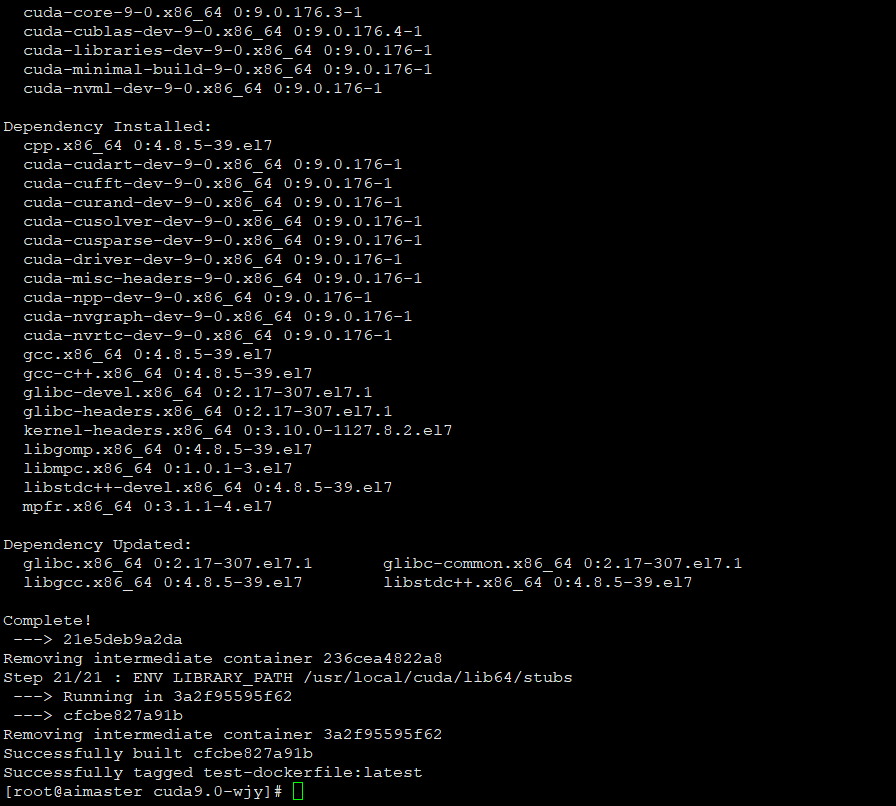 cuda-core-9-0.x86_64 0:9.0.176.3-1
cuda-cublas-dev-9-0.x86_64 0:9.0.176.4-1
cuda-libraries-dev-9-0.x86_64 0:9.0.176-1
cuda-minimal-build-9-0.x86_64 0:9.0.176-1
cuda-nvml-dev-9-0.x86_64 0:9.0.176-1

Dependency Installed:
cpp.x86_64 0:4.8.5-39.el7
cuda-cudart-dev-9-0.x86_64 0:9.0.176-1
cuda-cufft-dev-9-0.x86_64 0:9.0.176-1
cuda-curand-dev-9-0.x86_64 0:9.0.176-1
cuda-cusolver-dev-9-0.x86_64 0:9.0.176-1
cuda-cusparse-dev-9-0.x86_64 0:9.0.176-1
cuda-driver-dev-9-0.x86_64 0:9.0.176-1
cuda-misc-headers-9-0.x86_64 0:9.0.176-1
cuda-npp-dev-9-0.x86_64 0:9.0.176-1
cuda-nvgraph-dev-9-0.x86_64 0:9.0.176-1
cuda-nvrtc-dev-9-0.x86_64 0:9.0.176-1
gcc.x86_64 0:4.8.5-39.el7
gcc-c++.x86_64 0:4.8.5-39.el7
glibc-devel.x86_64 0:2.17-307.el7.1
glibc-headers.x86_64 0:2.17-307.el7.1
kernel-headers.x86_64 0:3.10.0-1127.8.2.el7
libgomp.x86_64 0:4.8.5-39.el7
libmpc.x86_64 0:1.0.1-3.el7
libstdc++-devel.x86_64 0:4.8.5-39.el7
mpfr.x86_64 0:3.1.1-4.el7

Dependency Updated:
glibc.x86_64 0:2.17-307.el7.1 glibc-common.x86_64 0:2.17-307.el7.1
libgcc.x86_64 0:4.8.5-39.el7 libstdc++.x86_64 0:4.8.5-39.el7

Complete!
---> 21e5deb9a2da
Removing intermediate container 236cea4822a8
Step 21/21 : ENV LIBRARY_PATH /usr/local/cuda/lib64/stubs
---> Running in 3a2f95595f62
---> cfcbe827a91b
Removing intermediate container 3a2f95595f62
Successfully built cfcbe827a91b
Successfully tagged test-dockerfile:latest
[root@aimaster cuda9.0-wjy]#